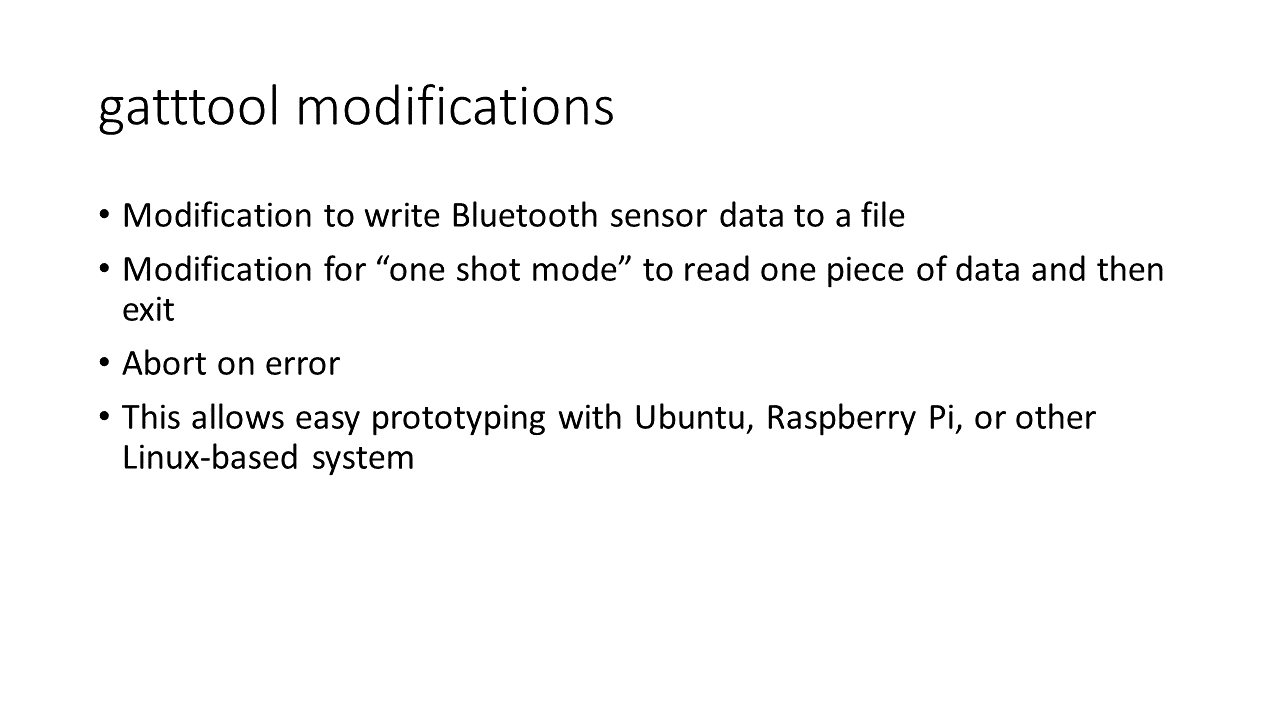 gatttool modifications
• Modification to write Bluetooth sensor data to a file
• Modification for “one shot mode” to read one piece of data and then
exit
• Abort on error
• This allows easy prototyping with Ubuntu, Raspberry Pi, or other
Linux-based system